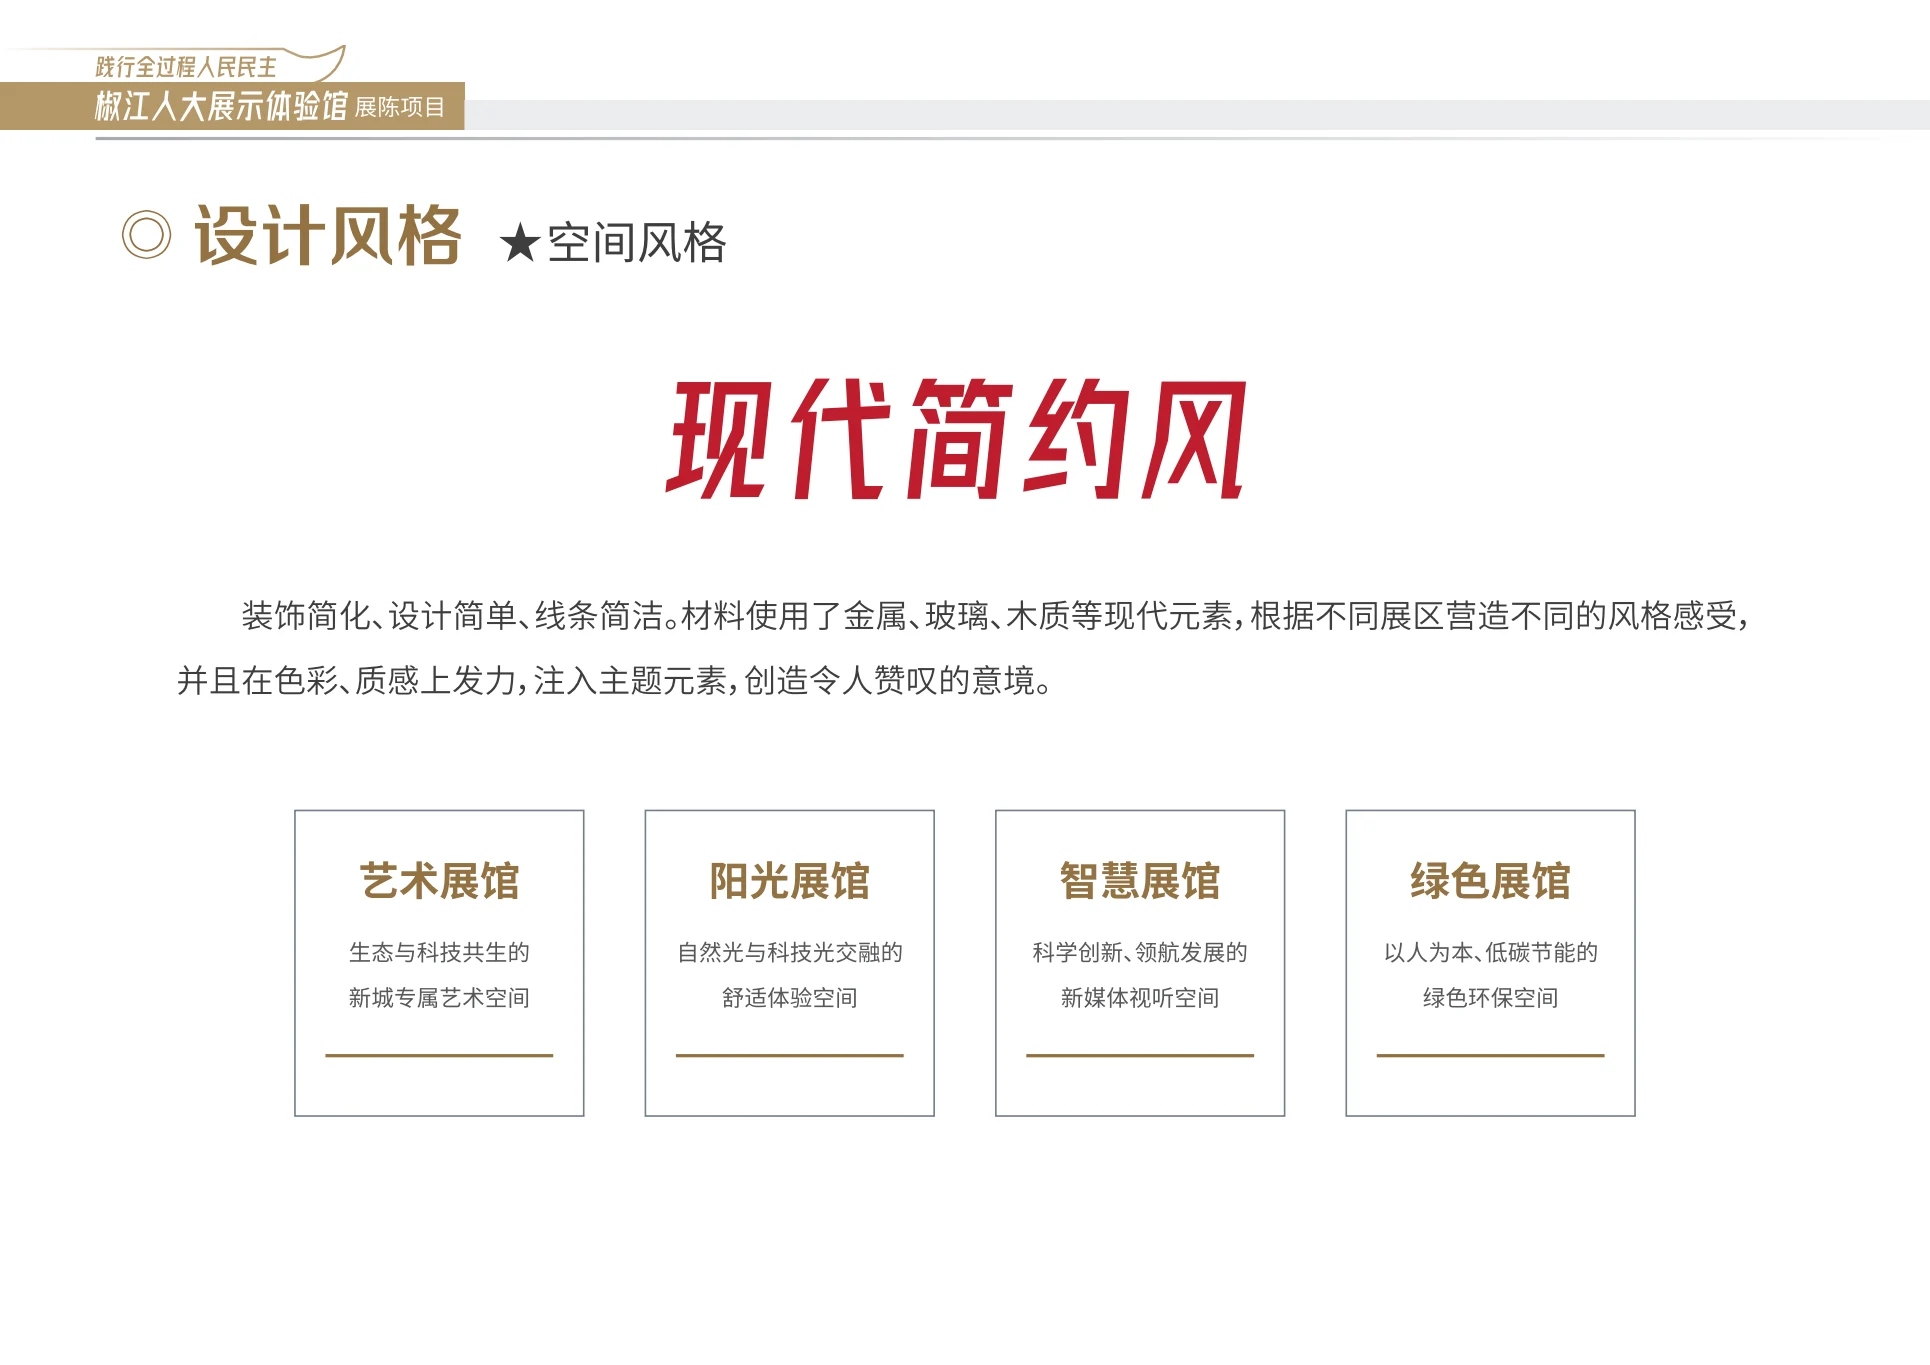 践行全过程人民民主
椒江人大展示体验馆 展陈项目
◎ 设计风格 ★空间风格
现代简约风
装饰简化、设计简单、线条简洁。材料使用了金属、玻璃、木质等现代元素，根据不同展区营造不同的风格感受，
并且在色彩、质感上发力，注入主题元素，创造令人赞叹的意境。
艺术展馆
生态与科技共生的
新城专属艺术空间
阳光展馆
自然光与科技光交融的
舒适体验空间
智慧展馆
科学创新、领航发展的
新媒体视听空间
绿色展馆
以人为本、低碳节能的
绿色环保空间